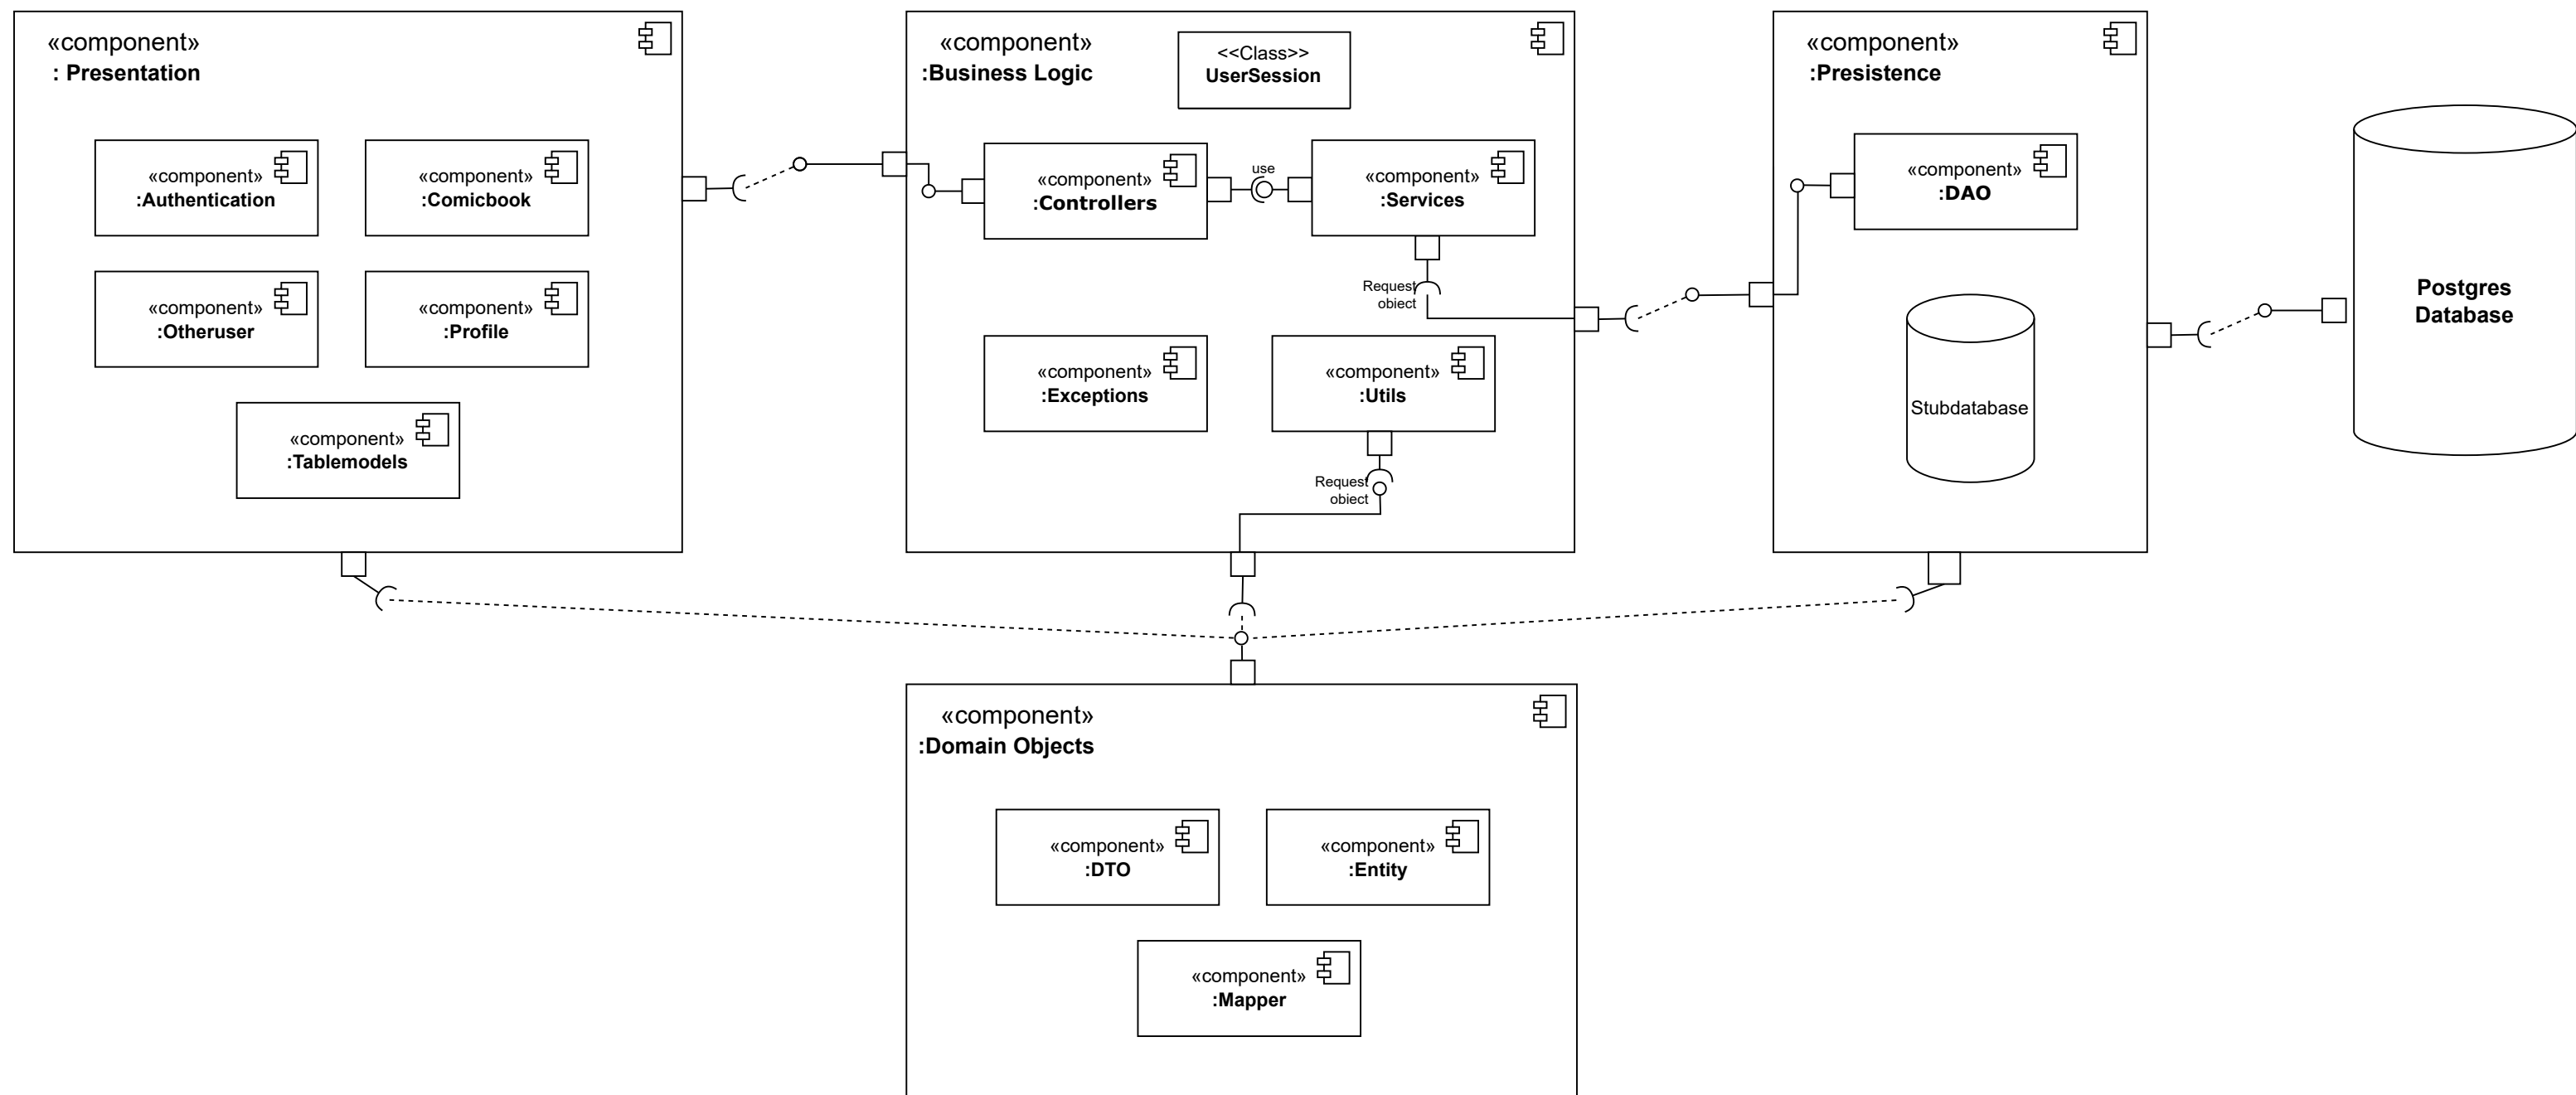 «component»
: Presentation
«component»
:Authentication
«component»
:Comicbook
«component»
:Otheruser
«component»
:Profile
«component»
:Tablemodels
«component»
:Business Logic
<<Class>>
UserSession
«component»
:Controllers
use
«component»
:Services
Request
obiect
«component»
:Exceptions
«component»
:Utils
Request
obiect
«component»
:Presistence
«component»
:DAO
Stubdatabase
Postgres
Database
«component»
:Domain Objects
«component»
:DTO
«component»
:Entity
«component»
:Mapper